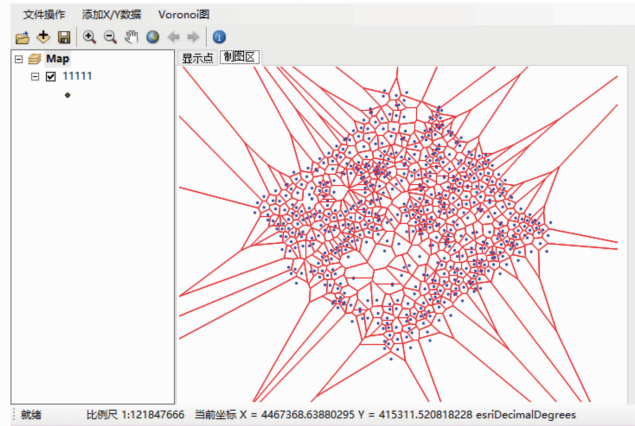 文件操作 添加X/Y数据 Voronoi图
显示点 制图区
Map
11111
就绪 比例尺 1:121847666 当前坐标 X = 4467368.63880295 Y = 415311.520818228 esriDecimalDegrees